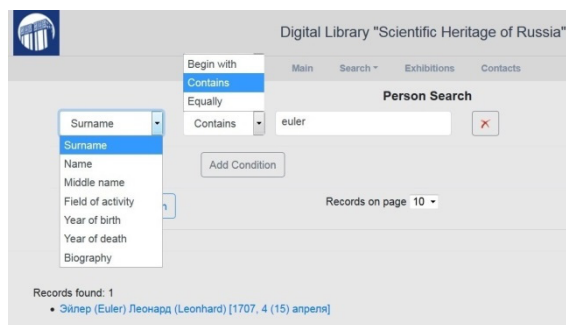 Digital Library "Scientific Heritage of Russia"
Begin with
Contains
Equally
Main Search Exhibitions Contacts
Person Search
Surname Contains euler
Surname
Name
Middle name
Field of activity
Year of birth
Year of death
Biography
Add Condition
Records on page 10
Records found: 1
• Эйлер (Euler) Леонард (Leonhard) [1707, 4 (15) апреля]